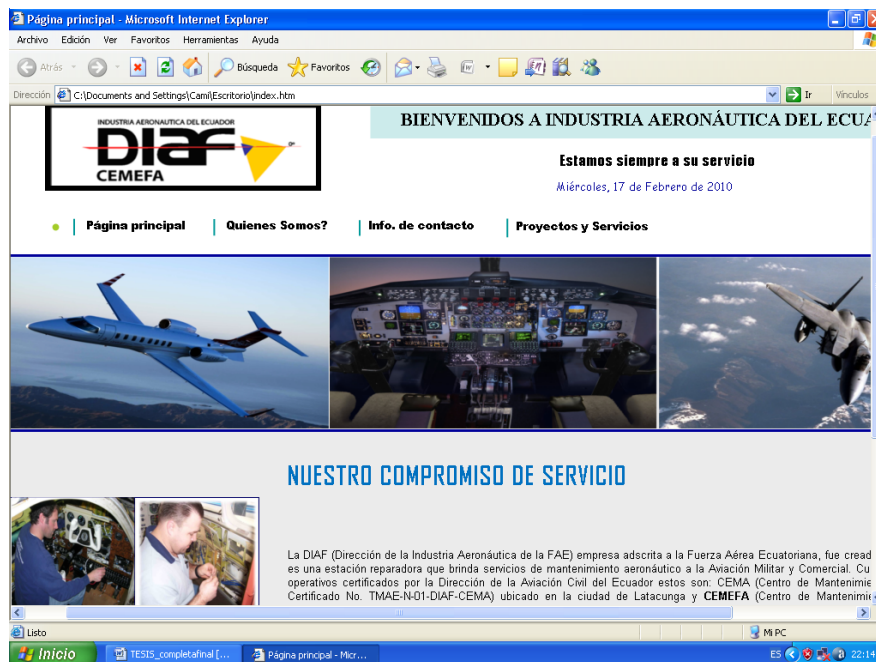 Página principal - Microsoft Internet Explorer
Archivo Edición Ver Favoritos Herramientas Ayuda
Atrás Búsqueda Favoritos
Dirección C:\Documents and Settings\Cami\Escritorio\index.htm Ir Vínculos
INDUSTRIA AERONAUTICA DEL ECUADOR
DIAF
CEMEFA
BIENVENIDOS A INDUSTRIA AERONÁUTICA DEL ECUA
Estamos siempre a su servicio
Miércoles, 17 de Febrero de 2010
Página principal Quienes Somos? Info. de contacto Proyectos y Servicios
NUESTRO COMPROMISO DE SERVICIO
La DIAF (Dirección de la Industria Aeronáutica de la FAE) empresa adscrita a la Fuerza Aérea Ecuatoriana, fue cread
es una estación reparadora que brinda servicios de mantenimiento aeronáutico a la Aviación Militar y Comercial. Cu
operativos certificados por la Dirección de la Aviación Civil del Ecuador estos son: CEMA (Centro de Mantenimie
Certificado No. TMAE-N-01-DIAF-CEMA) ubicado en la ciudad de Latacunga y CEMEFA (Centro de Mantenimie
Listo Mi PC
Inicio TESIS_completafinal [... Página principal - Micr... ES 22:14